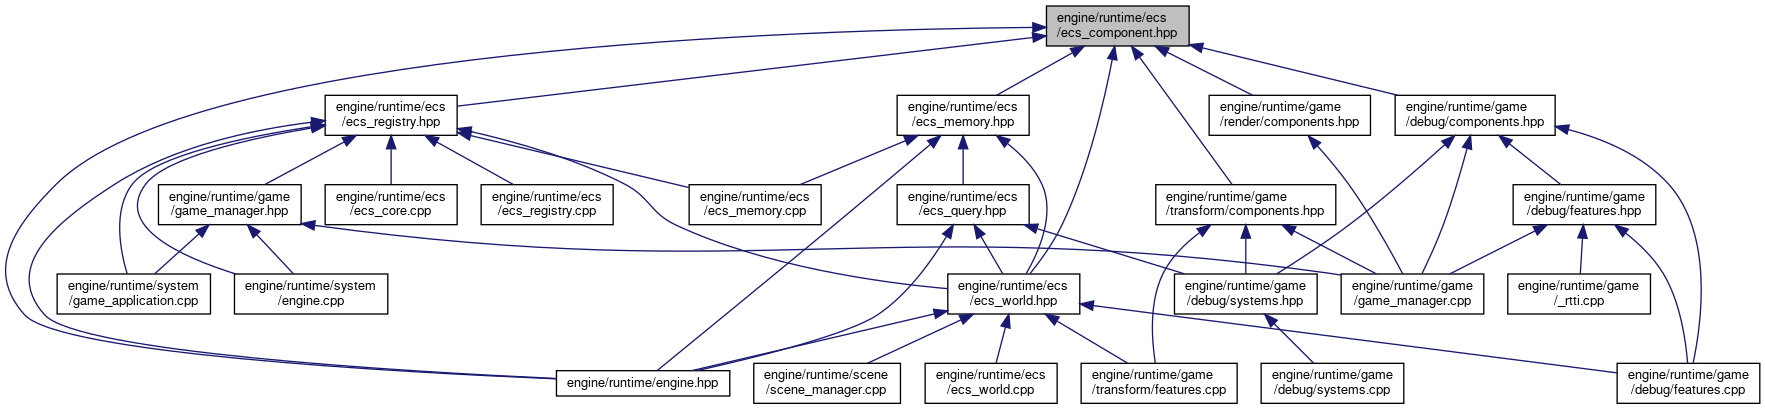 engine/runtime/ecs
/ecs_component.hpp
engine/runtime/ecs
/ecs_registry.hpp
engine/runtime/ecs
/ecs_memory.hpp
engine/runtime/game
/render/components.hpp
engine/runtime/game
/debug/components.hpp
engine/runtime/game
/game_manager.hpp
engine/runtime/ecs
/ecs_core.cpp
engine/runtime/ecs
/ecs_registry.cpp
engine/runtime/ecs
/ecs_memory.cpp
engine/runtime/ecs
/ecs_query.hpp
engine/runtime/game
/transform/components.hpp
engine/runtime/game
/debug/features.hpp
engine/runtime/system
/game_application.cpp
engine/runtime/system
/engine.cpp
engine/runtime/ecs
/ecs_world.hpp
engine/runtime/game
/debug/systems.hpp
engine/runtime/game
/game_manager.cpp
engine/runtime/game
/_rtti.cpp
engine/runtime/engine.hpp
engine/runtime/scene
/scene_manager.cpp
engine/runtime/ecs
/ecs_world.cpp
engine/runtime/game
/transform/features.cpp
engine/runtime/game
/debug/systems.cpp
engine/runtime/game
/debug/features.cpp